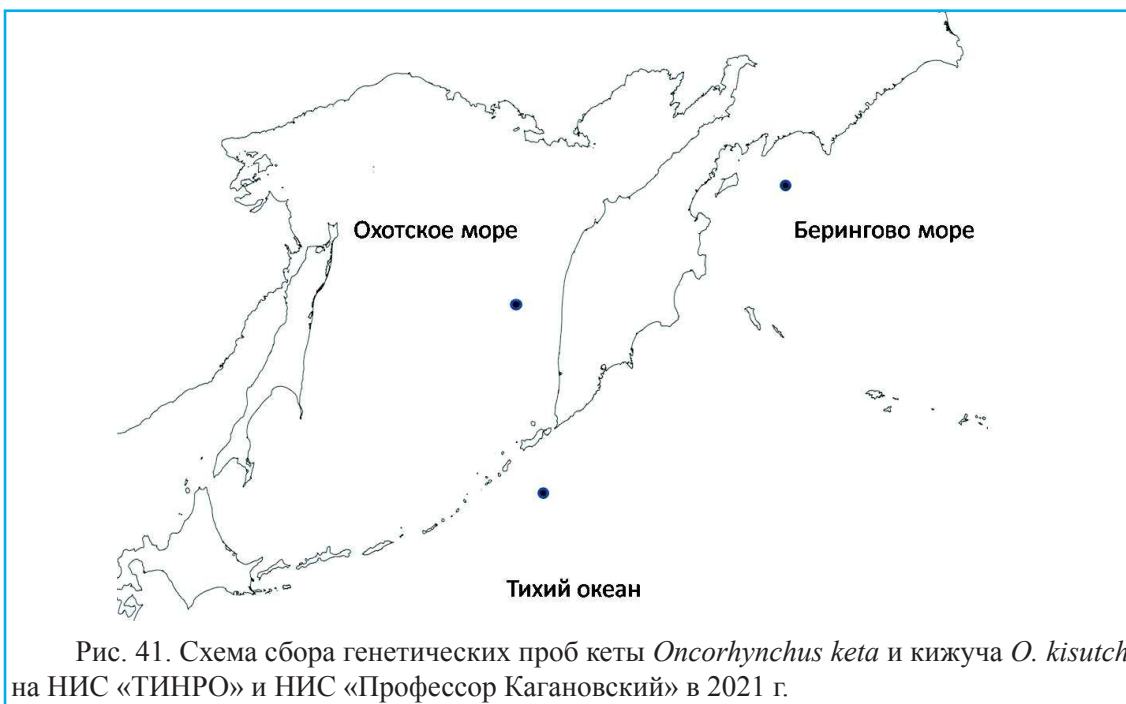 Охотское море
Берингово море
Тихий океан
Рис. 41. Схема сбора генетических проб кеты Oncorhynchus keta и кижуча O. kisutch
на НИС «ТИНРО» и НИС «Профессор Кагановский» в 2021 г.